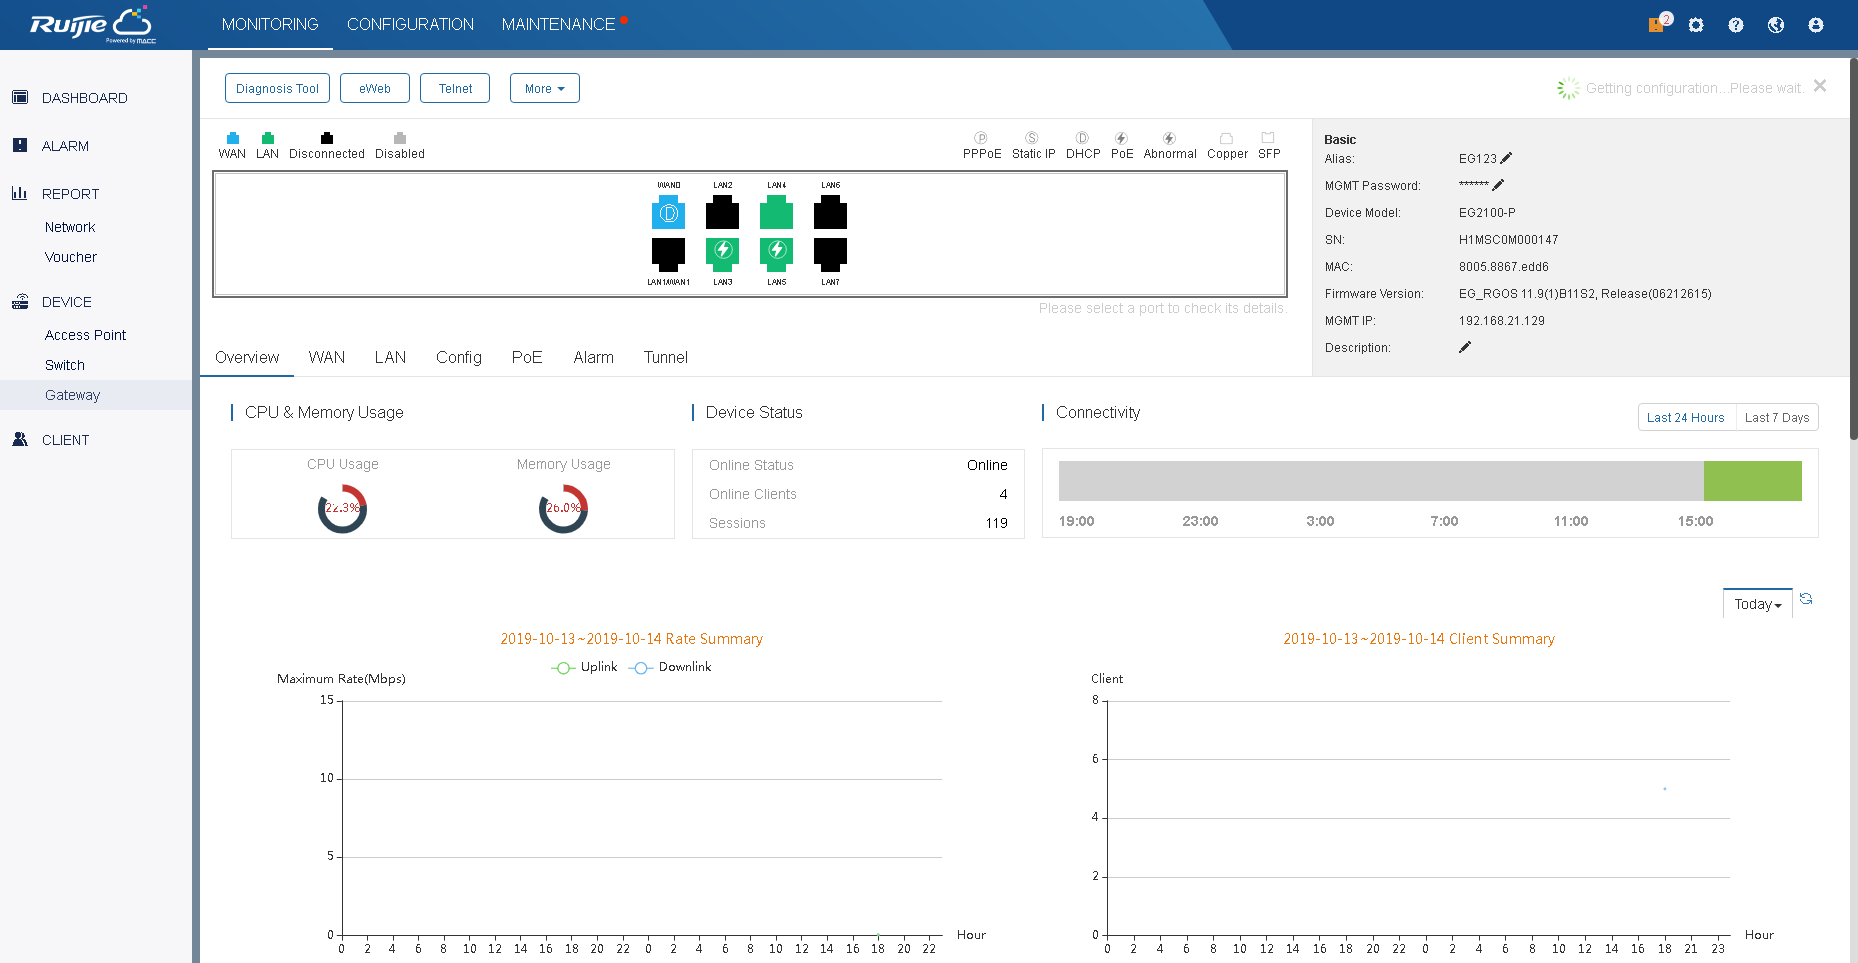 Ruijie
Powered by MACC
MONITORING CONFIGURATION MAINTENANCE
2
DASHBOARD
ALARM
REPORT
Network
Voucher
DEVICE
Access Point
Switch
Gateway
CLIENT
Diagnosis Tool eWeb Telnet More
Getting configuration...Please wait.
WAN LAN Disconnected Disabled
P S D
PPPoE Static IP DHCP PoE Abnormal Copper SFP
WAN0 LAN2 LAN4 LAN6
D
LAN1/WAN1 LAN3 LAN5 LAN7
Please select a port to check its details.
Basic
Alias: EG123
MGMT Password: ******
Device Model: EG2100-P
SN: H1MSC0M000147
MAC: 8005.8867.edd6
Firmware Version: EG_RGOS 11.9(1)B11S2, Release(06212615)
MGMT IP: 192.168.21.129
Description:
Overview WAN LAN Config PoE Alarm Tunnel
CPU & Memory Usage
CPU Usage Memory Usage
22.3% 26.0%
Device Status
Online Status Online
Online Clients 4
Sessions 119
Connectivity
Last 24 Hours Last 7 Days
19:00 23:00 3:00 7:00 11:00 15:00
Today
2019-10-13~2019-10-14 Rate Summary
Uplink Downlink
Maximum Rate(Mbps)
15
10
5
0
0 2 4 6 8 10 12 14 16 18 20 22 0 2 4 6 8 10 12 14 16 18 20 22
Hour
2019-10-13~2019-10-14 Client Summary
Client
8
6
4
2
0
0 2 4 6 8 10 12 14 16 18 20 22 0 2 4 6 8 10 12 14 16 18 21 23
Hour